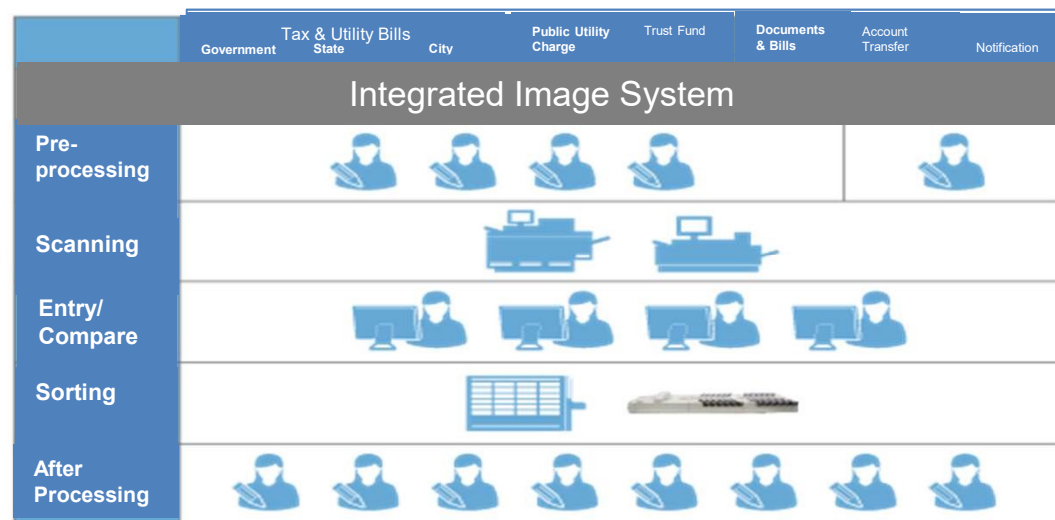 Tax & Utility Bills
Government State City
Public Utility
Charge
Trust Fund
Documents
& Bills
Account
Transfer
Notification
Integrated Image System
Pre-
processing
Scanning
Entry/
Compare
Sorting
After
Processing